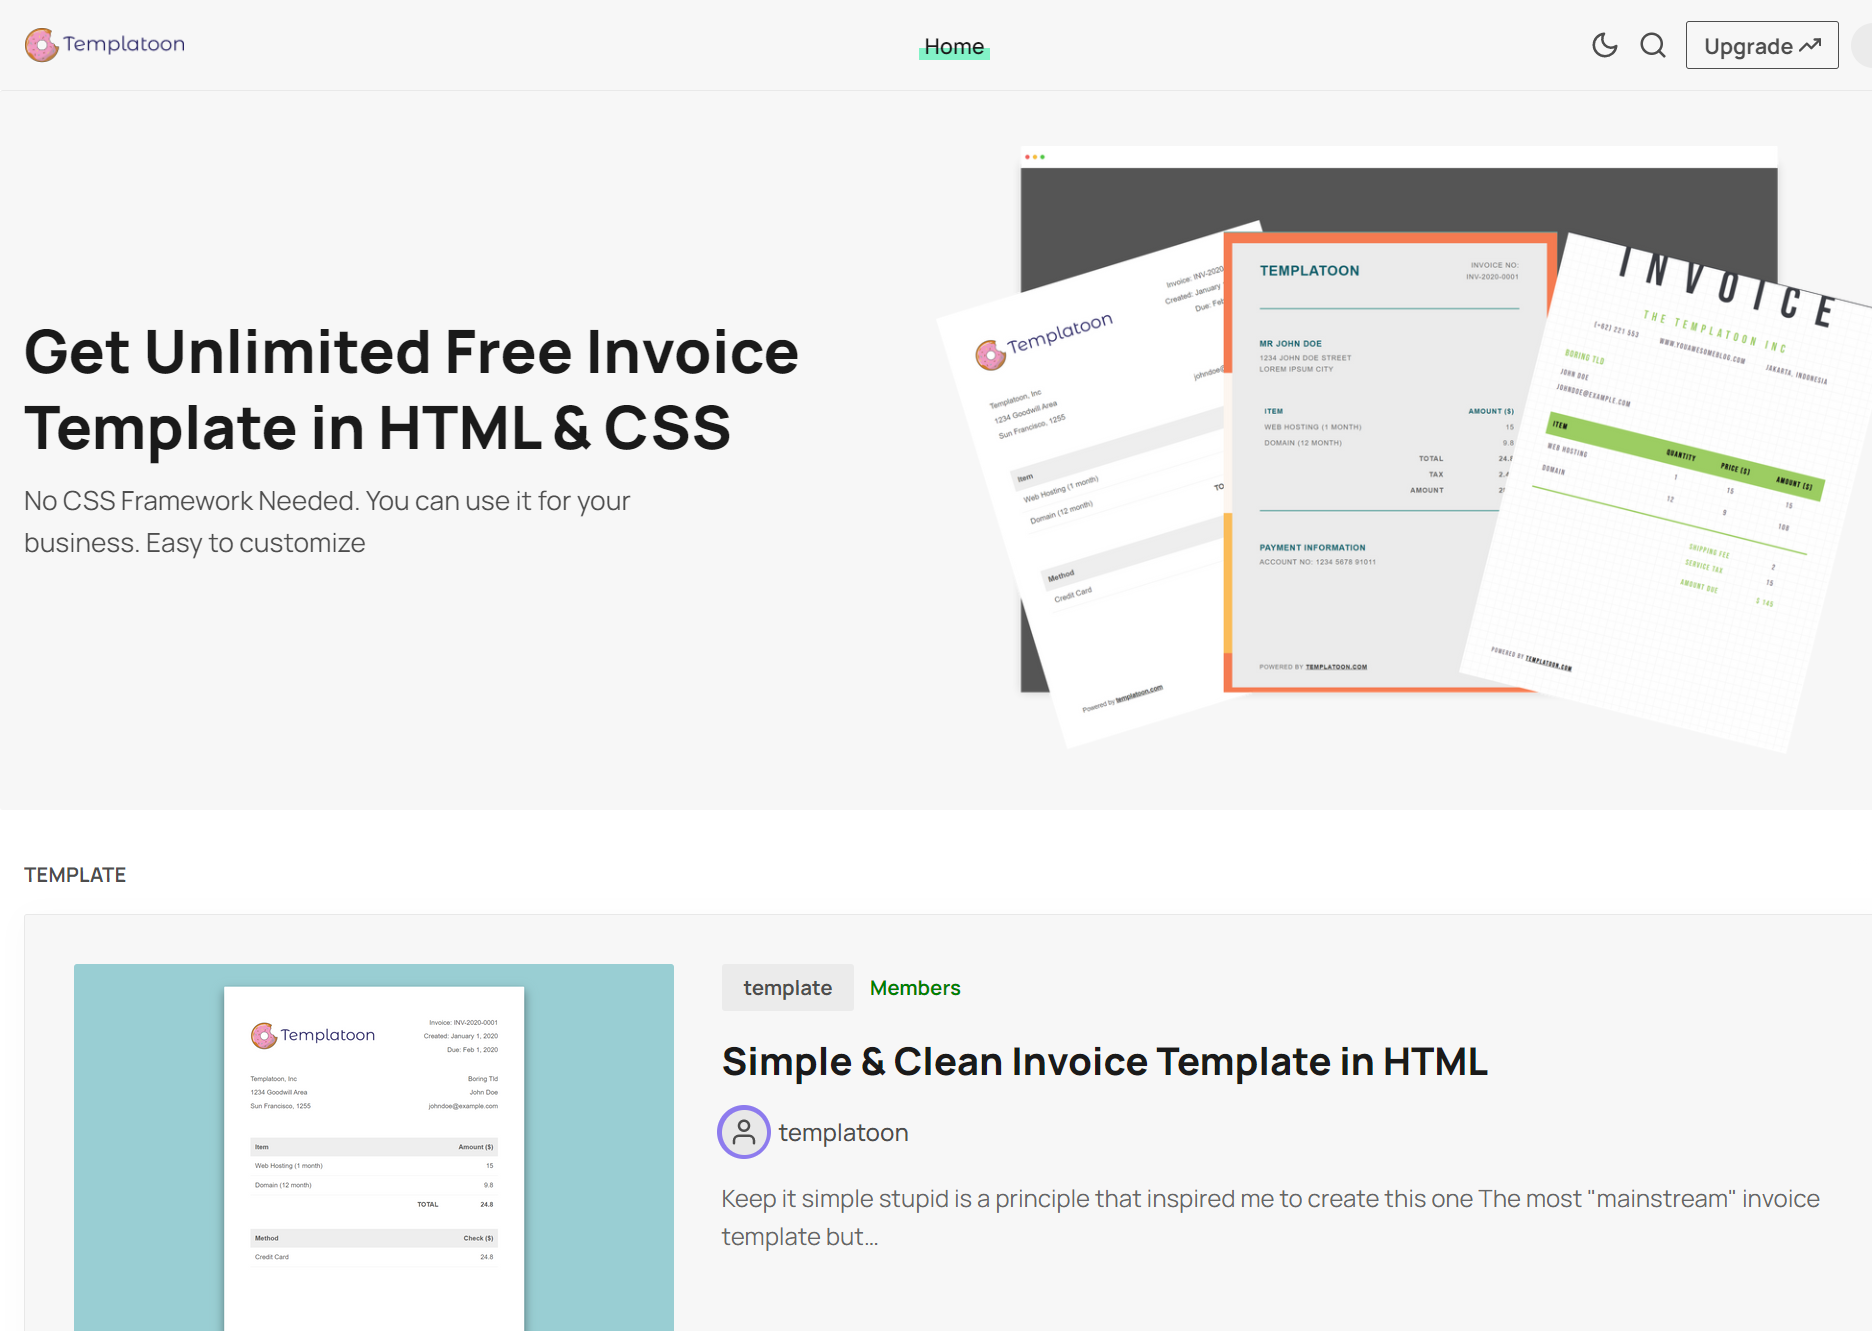 Templatoon
Home
Upgrade
Invoice: INV-2020
Created: January
Due: Feb
Templatoon
Templatoon, Inc
1234 Goodwill Area
Sun Francisco, 1255
johndoe@
Item
Web Hosting (1 month)
Domain (12 month)
TO
Method
Credit Card
Powered by templatoon.com
TEMPLATOON
INVOICE NO:
INV-2020-0001
MR JOHN DOE
1234 JOHN DOE STREET
LOREM IPSUM CITY
ITEM AMOUNT ($)
WEB HOSTING (1 MONTH) 15
DOMAIN (12 MONTH) 9.8
TOTAL 24.8
TAX 2.4
AMOUNT
PAYMENT INFORMATION
ACCOUNT NO: 1234 5678 91011
POWERED BY TEMPLATOON.COM
INVOICE
THE TEMPLATOON INC
(+62) 221 553 WWW.YOUAWESOMEBLOG.COM JAKARTA, INDONESIA
BORING TLD
JOHN DOE
JOHNDOE@EXAMPLE.COM
ITEM QUANTITY PRICE ($) AMOUNT ($)
WEB HOSTING 1 15 15
DOMAIN 12 9 108
SHIPPING FEE 2
SERVICE TAX 15
AMOUNT DUE $ 145
POWERED BY TEMPLATOON.COM
Get Unlimited Free Invoice
Template in HTML & CSS
No CSS Framework Needed. You can use it for your
business. Easy to customize
TEMPLATE
Templatoon
Invoice: INV-2020-0001
Created: January 1, 2020
Due: Feb 1, 2020
Templatoon, Inc Boring Tld
1234 Goodwill Area John Doe
Sun Francisco, 1255 johndoe@example.com
Item Amount ($)
Web Hosting (1 month) 15
Domain (12 month) 9.8
TOTAL 24.8
Method Check ($)
Credit Card 24.8
template Members
Simple & Clean Invoice Template in HTML
templatoon
Keep it simple stupid is a principle that inspired me to create this one The most "mainstream" invoice
template but…